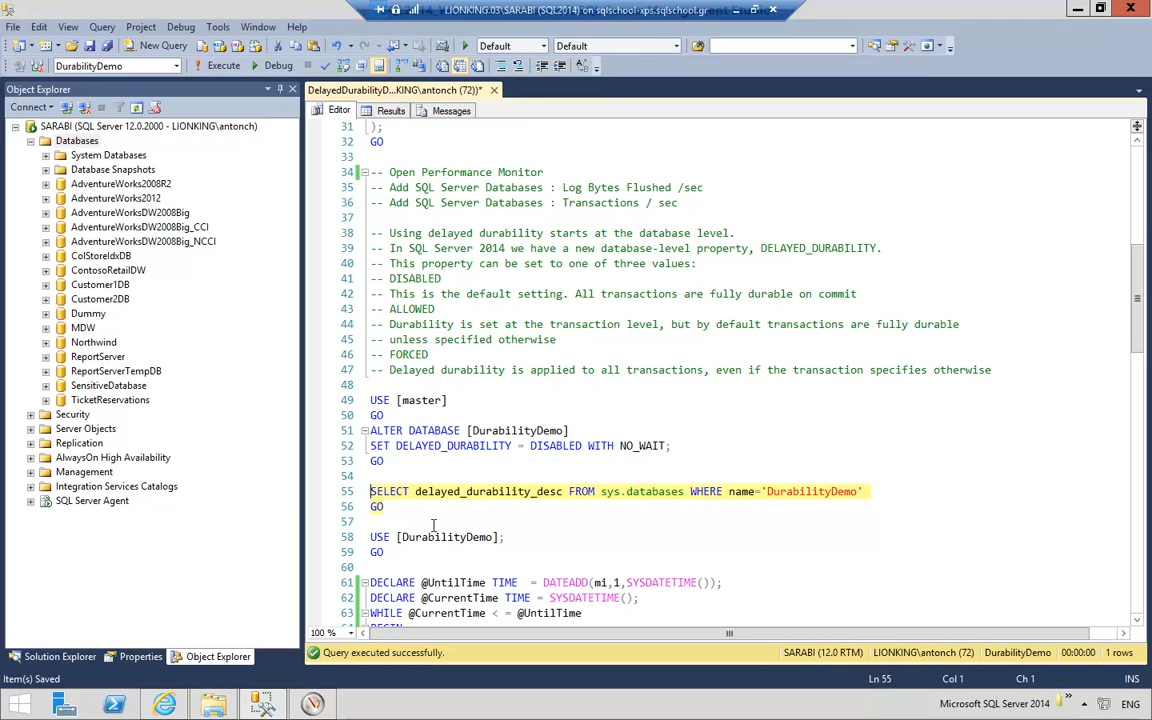 LIONKING.03\SARABI (SQL2014) on sqlschool-xps.sqlschool.gr
File Edit View Query Project Debug Tools Window Help
New Query Default Default
DurabilityDemo Execute Debug
Object Explorer
Connect
SARABI (SQL Server 12.0.2000 - LIONKING\antonch)
Databases
System Databases
Database Snapshots
AdventureWorks2008R2
AdventureWorks2012
AdventureWorksDW2008Big
AdventureWorksDW2008Big_CCI
AdventureWorksDW2008Big_NCCI
ColStoreIdxDB
ContosoRetailDW
Customer1DB
Customer2DB
Dummy
MDW
Northwind
ReportServer
ReportServerTempDB
SensitiveDatabase
TicketReservations
Security
Server Objects
Replication
AlwaysOn High Availability
Management
Integration Services Catalogs
SQL Server Agent
Solution Explorer Properties Object Explorer
DelayedDurabilityD...KING\antonch (72))*
Editor Results Messages
31 );
32 GO
33
34 -- Open Performance Monitor
35 -- Add SQL Server Databases : Log Bytes Flushed /sec
36 -- Add SQL Server Databases : Transactions / sec
37
38 -- Using delayed durability starts at the database level.
39 -- In SQL Server 2014 we have a new database-level property, DELAYED_DURABILITY.
40 -- This property can be set to one of three values:
41 -- DISABLED
42 -- This is the default setting. All transactions are fully durable on commit
43 -- ALLOWED
44 -- Durability is set at the transaction level, but by default transactions are fully durable
45 -- unless specified otherwise
46 -- FORCED
47 -- Delayed durability is applied to all transactions, even if the transaction specifies otherwise
48
49 USE [master]
50 GO
51 ALTER DATABASE [DurabilityDemo]
52 SET DELAYED_DURABILITY = DISABLED WITH NO_WAIT;
53 GO
54
55 SELECT delayed_durability_desc FROM sys.databases WHERE name='DurabilityDemo'
56 GO
57
58 USE [DurabilityDemo];
59 GO
60
61 DECLARE @UntilTime TIME = DATEADD(mi,1,SYSDATETIME());
62 DECLARE @CurrentTime TIME = SYSDATETIME();
63 WHILE @CurrentTime < = @UntilTime
64 BEGIN
100 %
Query executed successfully. SARABI (12.0 RTM) LIONKING\antonch (72) DurabilityDemo 00:00:00 1 rows
Item(s) Saved Ln 55 Col 1 Ch 1 INS
Microsoft SQL Server 2014 ENG